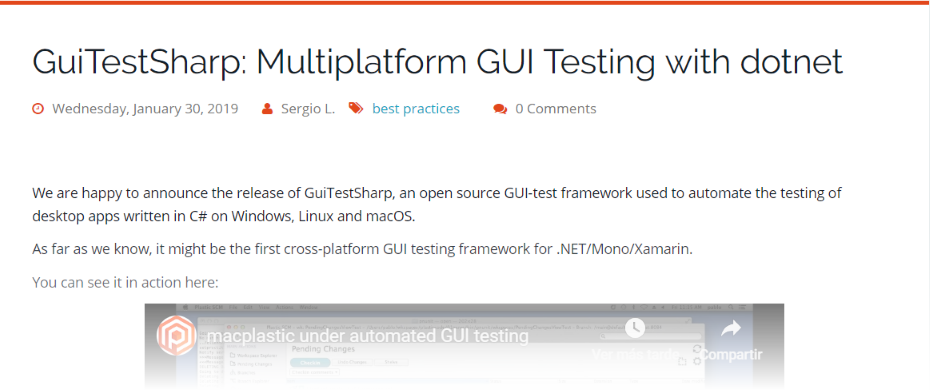 GuiTestSharp: Multiplatform GUI Testing with dotnet
Wednesday, January 30, 2019 Sergio L. best practices 0 Comments
We are happy to announce the release of GuiTestSharp, an open source GUI-test framework used to automate the testing of
desktop apps written in C# on Windows, Linux and macOS.
As far as we know, it might be the first cross-platform GUI testing framework for .NET/Mono/Xamarin.
You can see it in action here:
macplastic under automated GUI testing
Pending Changes
Ver más tarde Compartir